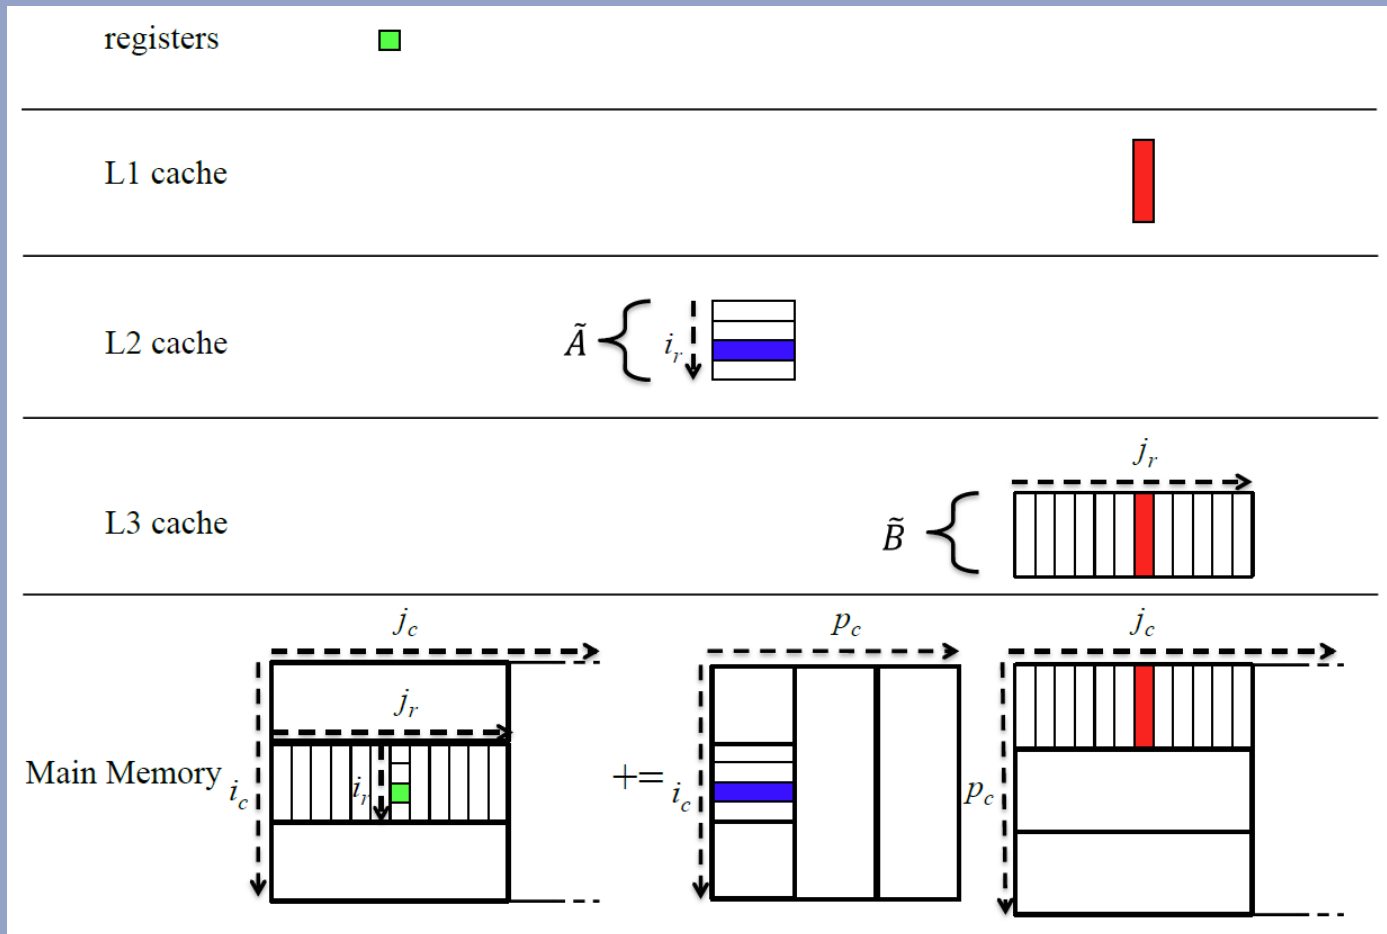 registers
L1 cache
L2 cache
Ã
i_r
L3 cache
B̃
j_r
Main Memory
j_c
j_r
i_c
i_r
+=
p_c
i_c
j_c
p_c